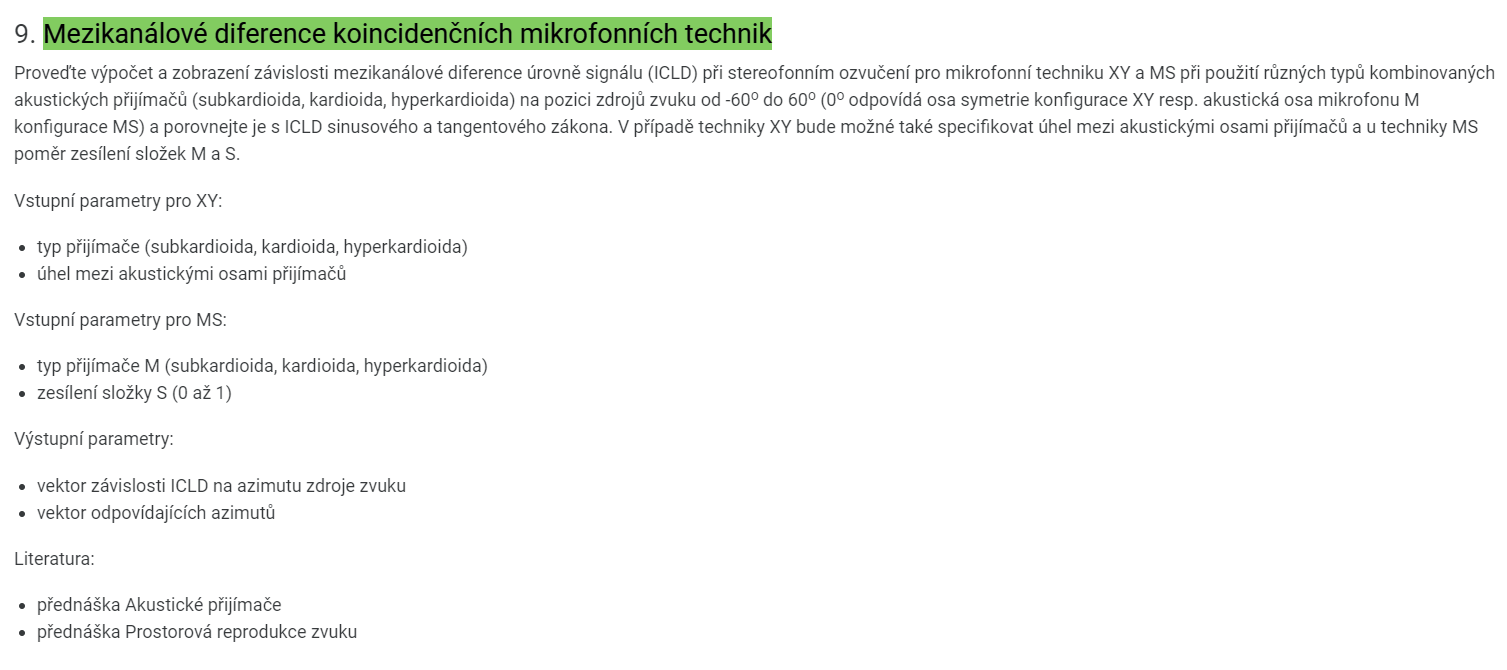 9. Mezikanálové diference koincidenčních mikrofonních technik
Proveďte výpočet a zobrazení závislosti mezikanálové diference úrovně signálu (ICLD) při stereofonním ozvučení pro mikrofonní techniku XY a MS při použití různých typů kombinovaných
akustických přijímačů (subkardioida, kardioida, hyperkardioida) na pozici zdrojů zvuku od -60º do 60º (0º odpovídá osa symetrie konfigurace XY resp. akustická osa mikrofonu M
konfigurace MS) a porovnejte je s ICLD sinusového a tangentového zákona. V případě techniky XY bude možné také specifikovat úhel mezi akustickými osami přijímačů a u techniky MS
poměr zesílení složek M a S.
Vstupní parametry pro XY:
• typ přijímače (subkardioida, kardioida, hyperkardioida)
• úhel mezi akustickými osami přijímačů
Vstupní parametry pro MS:
• typ přijímače M (subkardioida, kardioida, hyperkardioida)
• zesílení složky S (0 až 1)
Výstupní parametry:
• vektor závislosti ICLD na azimutu zdroje zvuku
• vektor odpovídajících azimutů
Literatura:
• přednáška Akustické přijímače
• přednáška Prostorová reprodukce zvuku